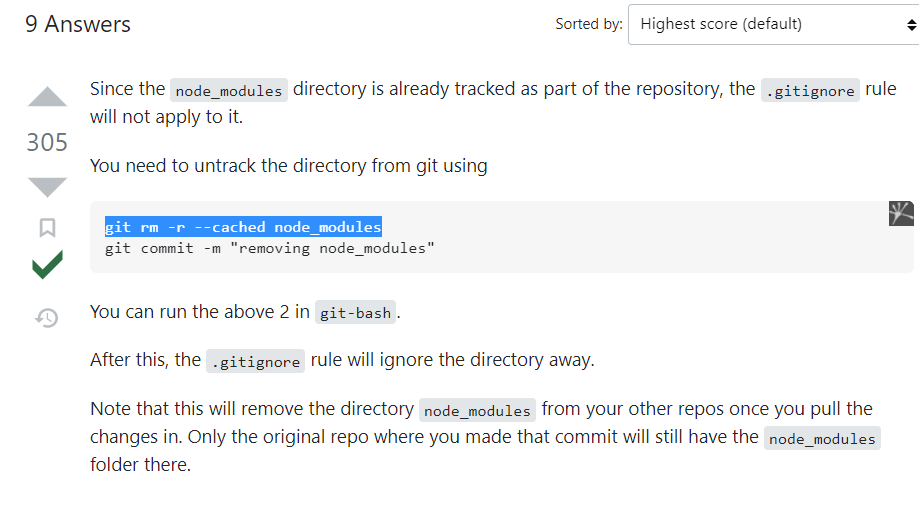 9 Answers
Sorted by: Highest score (default)
Since the node_modules directory is already tracked as part of the repository, the .gitignore rule
will not apply to it.
305
You need to untrack the directory from git using
git rm -r --cached node_modules
git commit -m "removing node_modules"
You can run the above 2 in git-bash.
After this, the .gitignore rule will ignore the directory away.
Note that this will remove the directory node_modules from your other repos once you pull the
changes in. Only the original repo where you made that commit will still have the node_modules
folder there.